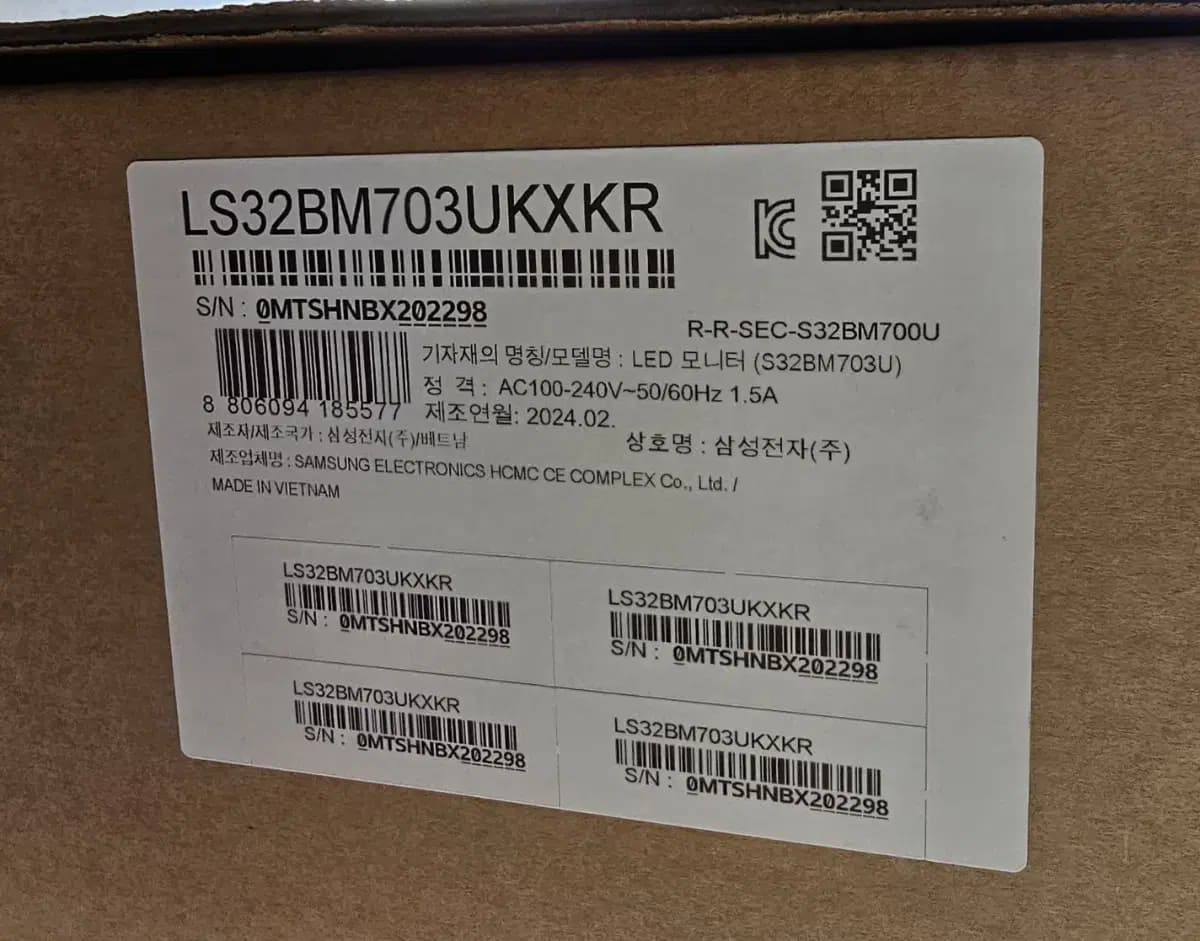 LS32BM703UKXKR
S/N : 0MTSHNBX202298
R-R-SEC-S32BM700U
기자재의 명칭/모델명 : LED 모니터 (S32BM703U)
정 격 : AC100-240V~50/60Hz 1.5A
8 806094 185577
제조연월: 2024.02.
제조자/제조국가 : 삼성전자(주)/베트남
상호명 : 삼성전자(주)
제조업체명 : SAMSUNG ELECTRONICS HCMC CE COMPLEX Co., Ltd. /
MADE IN VIETNAM
LS32BM703UKXKR
S/N : 0MTSHNBX202298
LS32BM703UKXKR
S/N : 0MTSHNBX202298
LS32BM703UKXKR
S/N : 0MTSHNBX202298
LS32BM703UKXKR
S/N : 0MTSHNBX202298